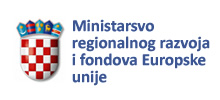 Ministarsvo
regionalnog razvoja
i fondova Europske
unije